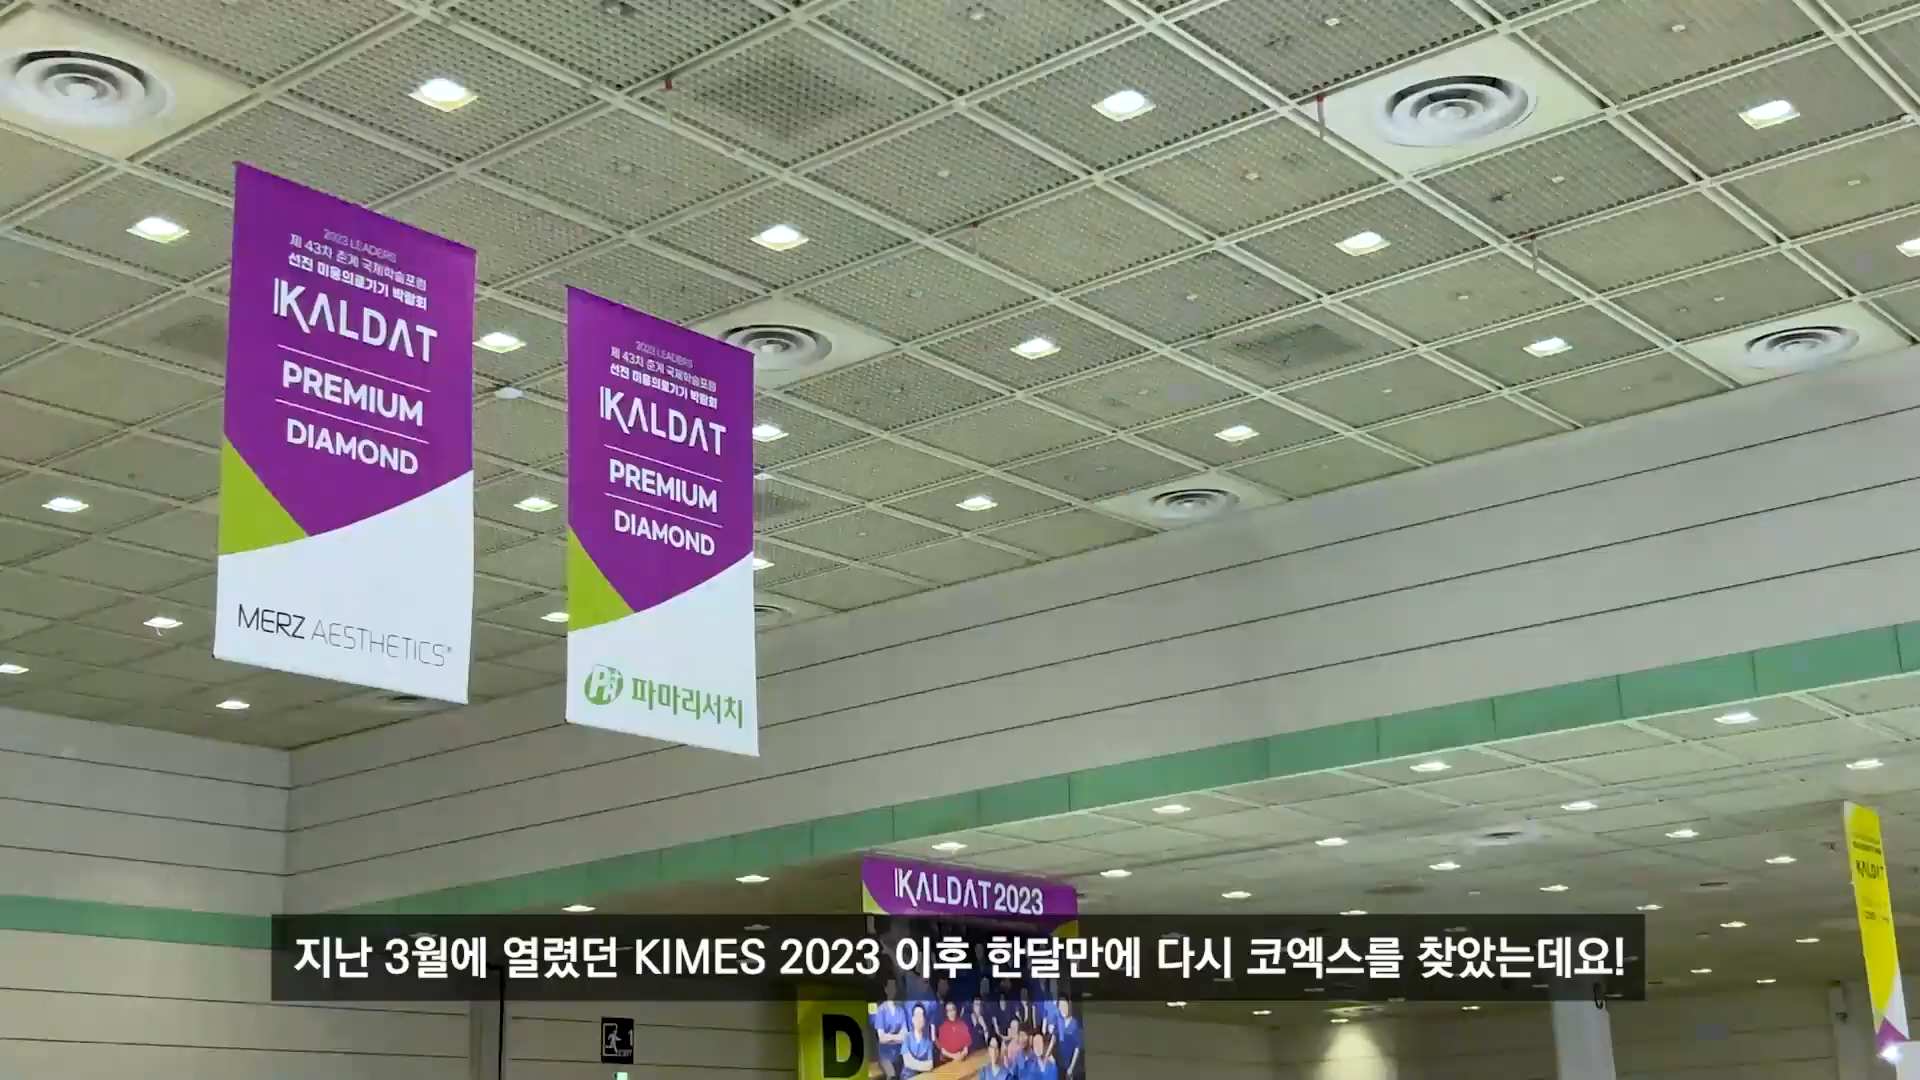 2023 LEADERS
제 43차 춘계 국제학술포럼
선진 미용의료기기 박람회
KALDAT
PREMIUM
DIAMOND
MERZ AESTHETICS
2023 LEADERS
제 43차 춘계 국제학술포럼
선진 미용의료기기 박람회
KALDAT
PREMIUM
DIAMOND
파마리서치
KALDAT 2023
KALDAT
지난 3월에 열렸던 KIMES 2023 이후 한달만에 다시 코엑스를 찾았는데요!
D
1